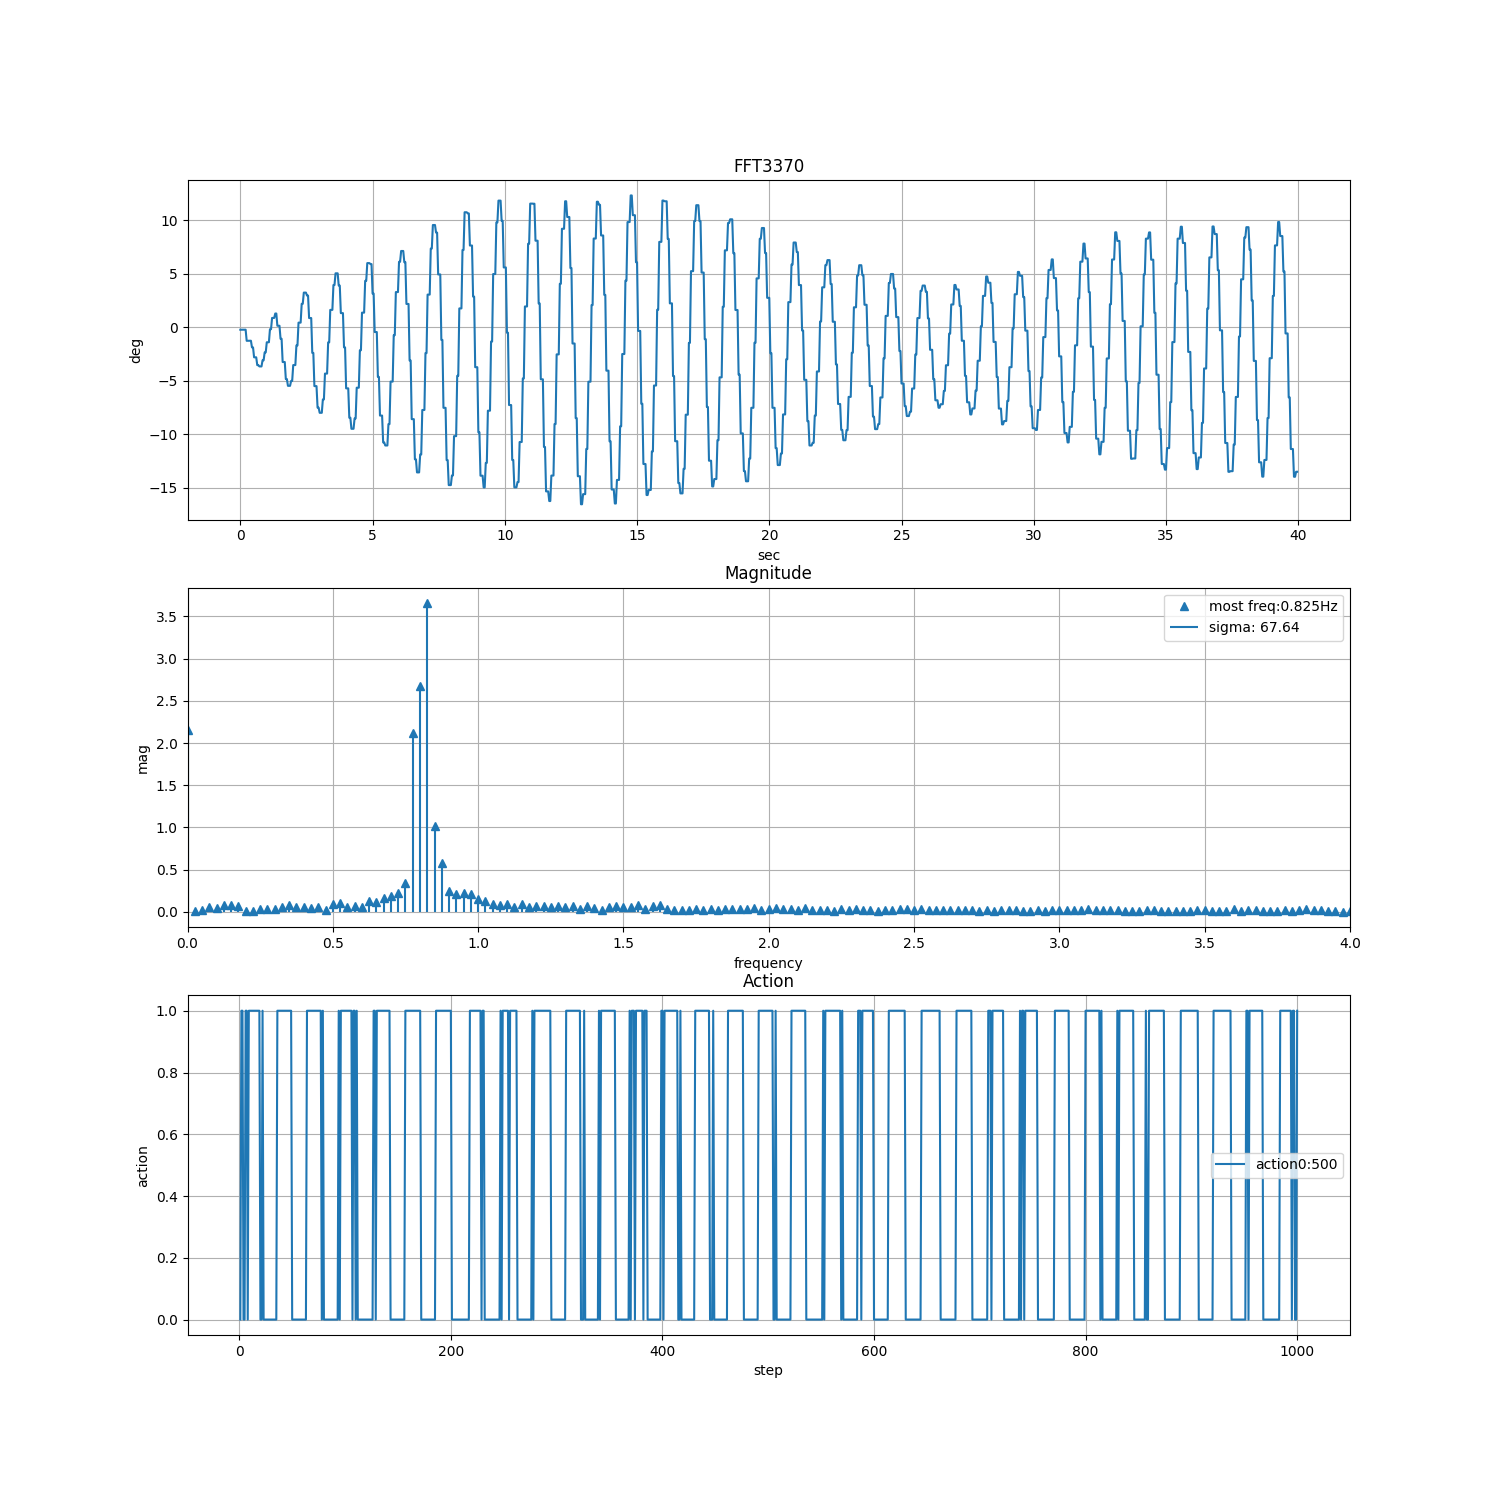 FFT3370
10
5
0
−5
−10
−15
deg
0 5 10 15 20 25 30 35 40
sec
Magnitude
3.5
3.0
2.5
2.0
1.5
1.0
0.5
0.0
mag
most freq:0.825Hz
sigma: 67.64
0.0 0.5 1.0 1.5 2.0 2.5 3.0 3.5 4.0
frequency
Action
1.0
0.8
0.6
0.4
0.2
0.0
action
action0:500
0 200 400 600 800 1000
step